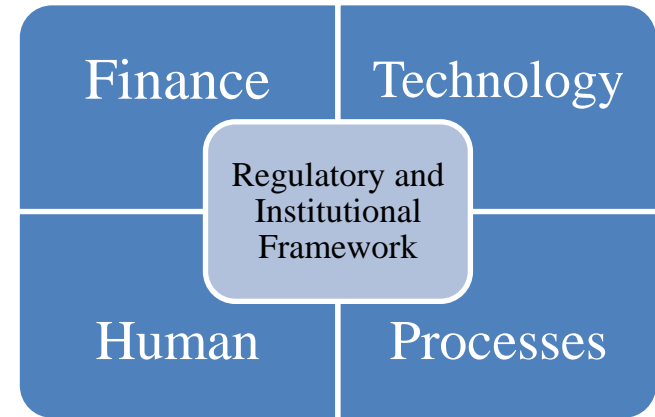 Finance
Technology
Regulatory and
Institutional
Framework
Human
Processes